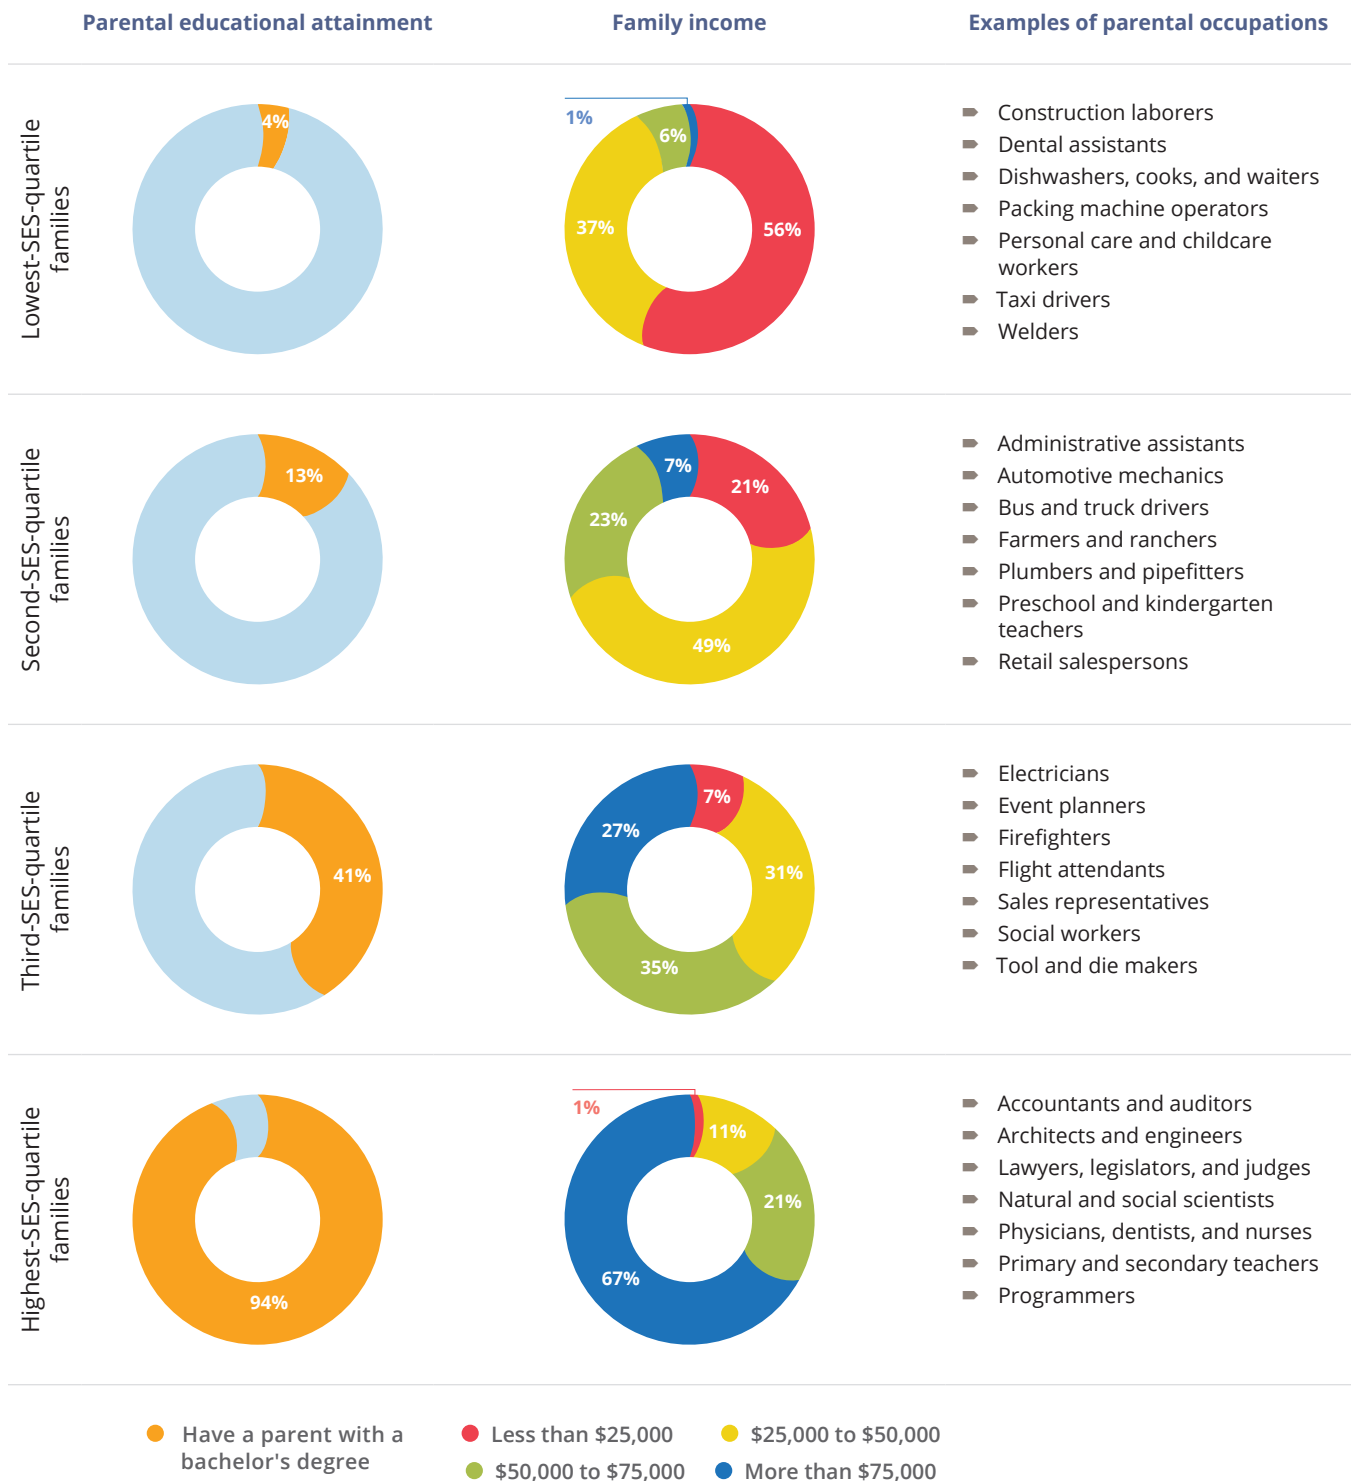 Parental educational attainment
Family income
Examples of parental occupations
Lowest-SES-quartile
families
4%
1%
6%
37%
56%
Construction laborers
Dental assistants
Dishwashers, cooks, and waiters
Packing machine operators
Personal care and childcare
workers
Taxi drivers
Welders
Second-SES-quartile
families
13%
7%
21%
23%
49%
Administrative assistants
Automotive mechanics
Bus and truck drivers
Farmers and ranchers
Plumbers and pipefitters
Preschool and kindergarten
teachers
Retail salespersons
Third-SES-quartile
families
41%
7%
27%
31%
35%
Electricians
Event planners
Firefighters
Flight attendants
Sales representatives
Social workers
Tool and die makers
Highest-SES-quartile
families
94%
1%
11%
21%
67%
Accountants and auditors
Architects and engineers
Lawyers, legislators, and judges
Natural and social scientists
Physicians, dentists, and nurses
Primary and secondary teachers
Programmers
Have a parent with a
bachelor's degree
Less than $25,000
$25,000 to $50,000
$50,000 to $75,000
More than $75,000